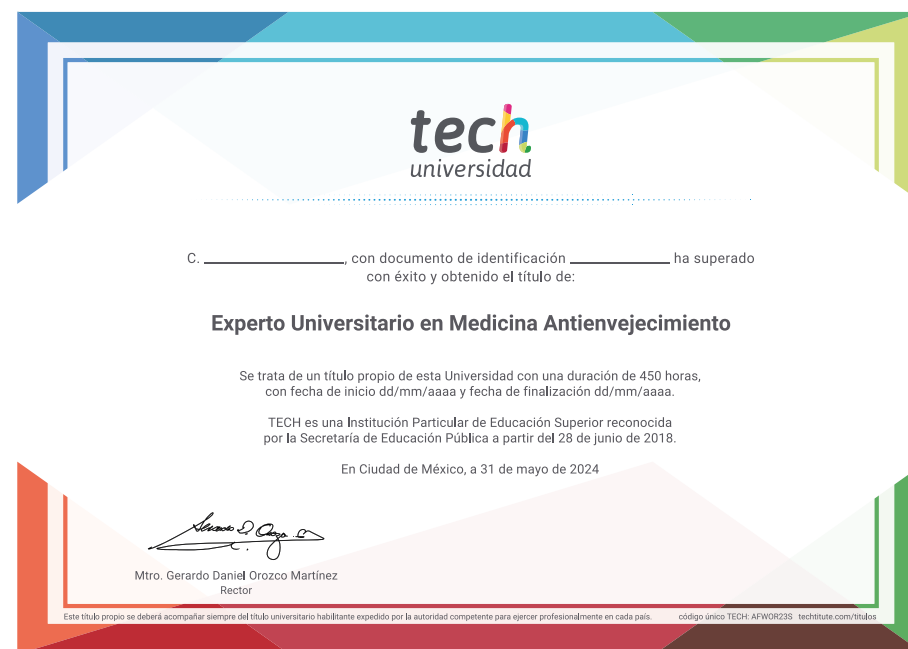 tech
universidad
C. ____________, con documento de identificación ____________ ha superado
con éxito y obtenido el título de:
Experto Universitario en Medicina Antienvejecimiento
Se trata de un título propio de esta Universidad con una duración de 450 horas,
con fecha de inicio dd/mm/aaaa y fecha de finalización dd/mm/aaaa.
TECH es una Institución Particular de Educación Superior reconocida
por la Secretaría de Educación Pública a partir del 28 de junio de 2018.
En Ciudad de México, a 31 de mayo de 2024
Mtro. Gerardo Daniel Orozco Martínez
Rector
Este título propio se deberá acompañar siempre del título universitario habilitante expedido por la autoridad competente para ejercer profesionalmente en cada país. código único TECH: AFWOR23S techtitute.com/titulos